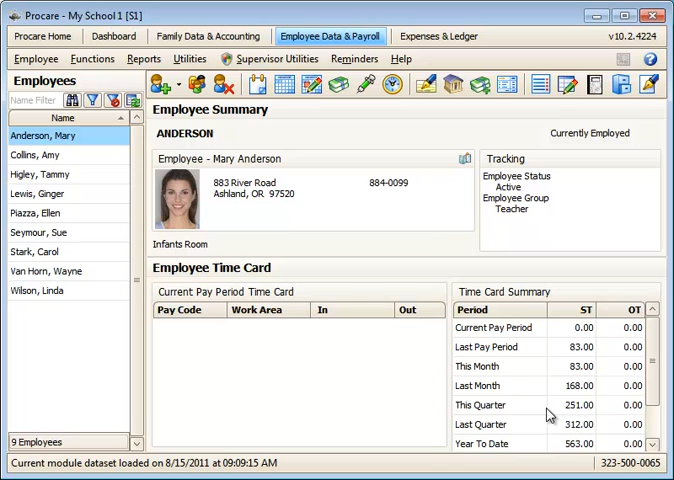 Procare - My School 1 [S1]
Procare Home Dashboard Family Data & Accounting Employee Data & Payroll Expenses & Ledger v10.2.4224
Employee Functions Reports Utilities Supervisor Utilities Reminders Help
Employees
Name Filter
Name
Anderson, Mary
Collins, Amy
Higley, Tammy
Lewis, Ginger
Piazza, Ellen
Seymour, Sue
Stark, Carol
Van Horn, Wayne
Wilson, Linda
9 Employees
Employee Summary
ANDERSON Currently Employed
Employee - Mary Anderson
883 River Road 884-0099
Ashland, OR 97520
Tracking
Employee Status
Active
Employee Group
Teacher
Infants Room
Employee Time Card
Current Pay Period Time Card
Pay Code Work Area In Out
Time Card Summary
Period ST OT
Current Pay Period 0.00 0.00
Last Pay Period 83.00 0.00
This Month 83.00 0.00
Last Month 168.00 0.00
This Quarter 251.00 0.00
Last Quarter 312.00 0.00
Year To Date 563.00 0.00
Current module dataset loaded on 8/15/2011 at 09:09:15 AM 323-500-0065